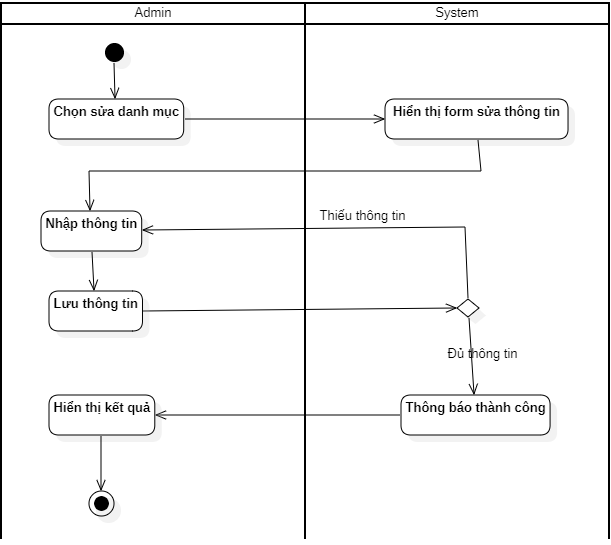 Admin
System
Chọn sửa danh mục
Hiển thị form sửa thông tin
Thiếu thông tin
Nhập thông tin
Lưu thông tin
Đủ thông tin
Hiển thị kết quả
Thông báo thành công